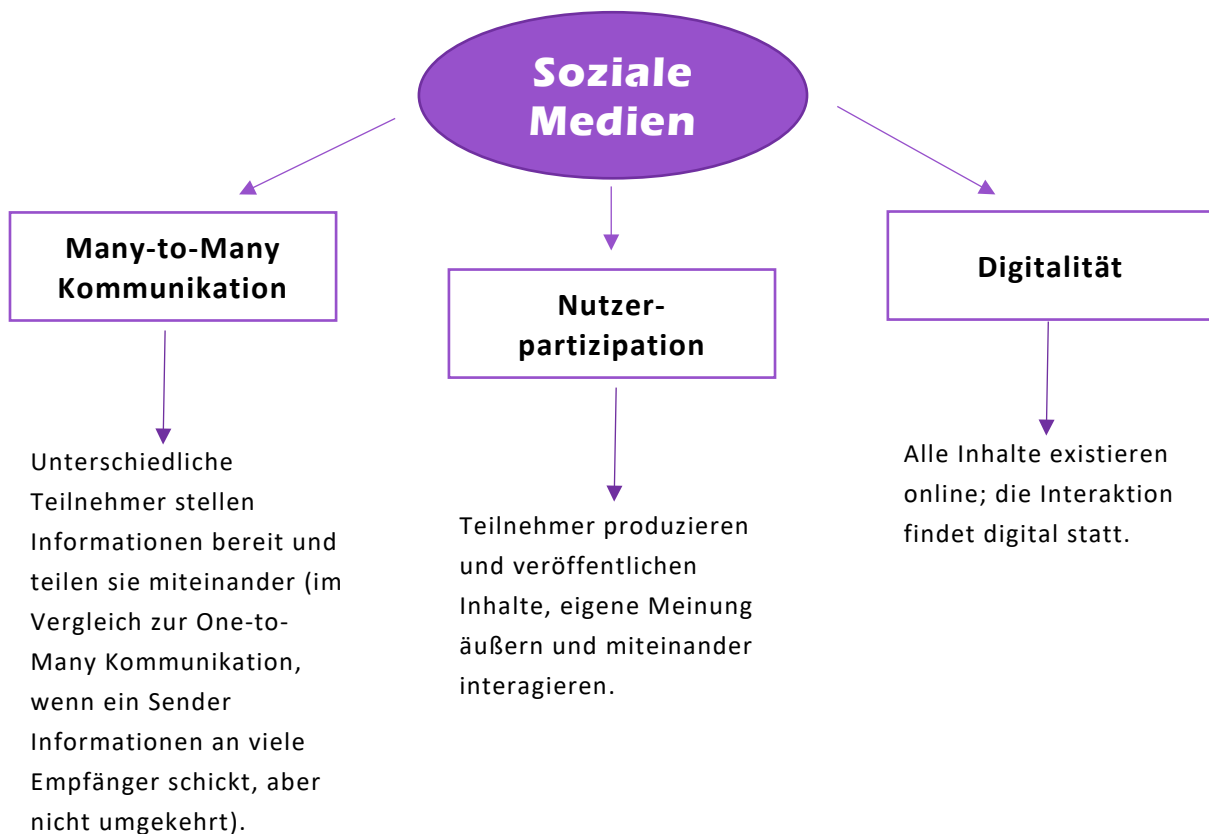 Soziale
Medien
Many-to-Many
Kommunikation
Unterschiedliche
Teilnehmer stellen
Informationen bereit und
teilen sie miteinander (im
Vergleich zur One-to-
Many Kommunikation,
wenn ein Sender
Informationen an viele
Empfänger schickt, aber
nicht umgekehrt).
Nutzer-
partizipation
Teilnehmer produzieren
und veröffentlichen
Inhalte, eigene Meinung
äußern und miteinander
interagieren.
Digitalität
Alle Inhalte existieren
online; die Interaktion
findet digital statt.